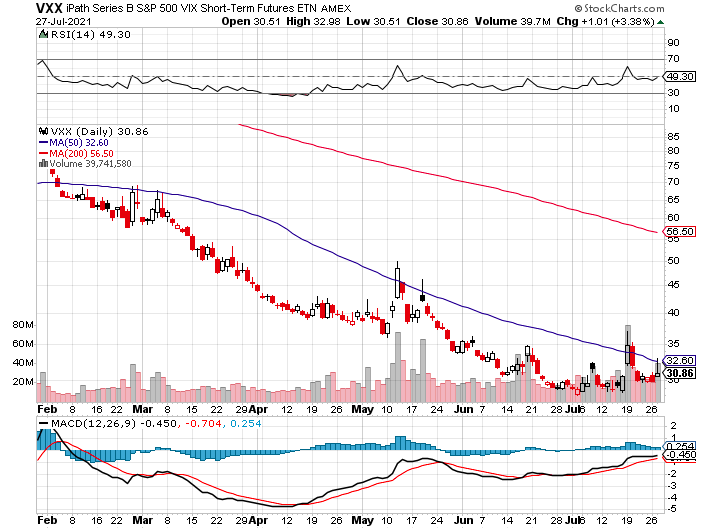 VXX iPath Series B S&P 500 VIX Short-Term Futures ETN AMEX
© StockCharts.com
27-Jul-2021
Open 30.51 High 32.98 Low 30.51 Close 30.86 Volume 39.7M Chg +1.01 (+3.38%)
RSI(14) 49.30
90
70
49.30
30
10
VXX (Daily) 30.86
MA(50) 32.60
MA(200) 56.50
Volume 39,741,580
85
80
75
70
65
60
56.50
55
50
45
40
35
32.60
30.86
30
80M
60M
40M
20M
Feb 8 16 22 Mar 8 15 22 29 Apr 12 19 26 May 10 17 24 Jun 7 14 21 28 Jul 6 12 19 26
MACD(12,26,9) -0.450, -0.704, 0.254
2
1
0.254
-0.450
-2
-3
-4
-5
Feb 8 16 22 Mar 8 15 22 29 Apr 12 19 26 May 10 17 24 Jun 7 14 21 28 Jul 6 12 19 26